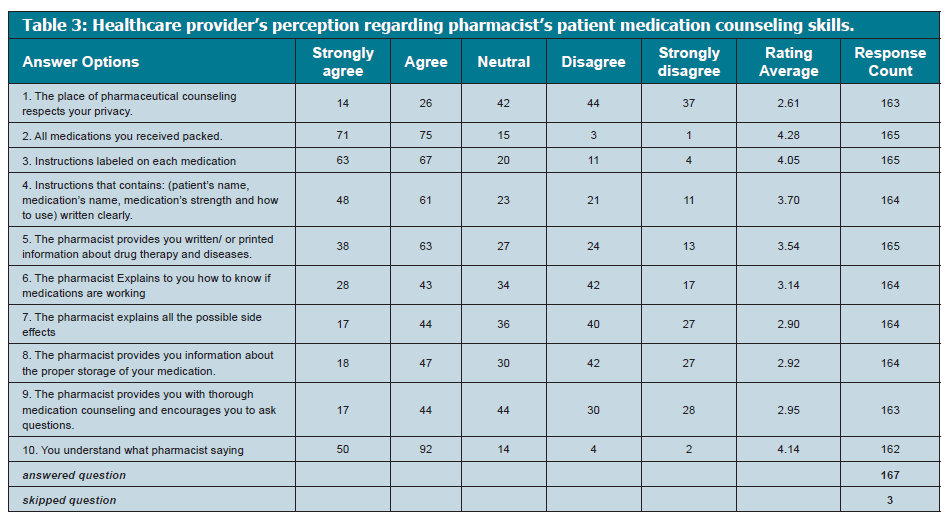 Table 3: Healthcare provider’s perception regarding pharmacist’s patient medication counseling skills.
Answer Options Strongly agree Agree Neutral Disagree Strongly disagree Rating Average Response Count
1. The place of pharmaceutical counseling
respects your privacy. 14 26 42 44 37 2.61 163
2. All medications you received packed. 71 75 15 3 1 4.28 165
3. Instructions labeled on each medication 63 67 20 11 4 4.05 165
4. Instructions that contains: (patient’s name,
medication’s name, medication’s strength and how
to use) written clearly. 48 61 23 21 11 3.70 164
5. The pharmacist provides you written/ or printed
information about drug therapy and diseases. 38 63 27 24 13 3.54 165
6. The pharmacist Explains to you how to know if
medications are working 28 43 34 42 17 3.14 164
7. The pharmacist explains all the possible side
effects 17 44 36 40 27 2.90 164
8. The pharmacist provides you information about
the proper storage of your medication. 18 47 30 42 27 2.92 164
9. The pharmacist provides you with thorough
medication counseling and encourages you to ask
questions. 17 44 44 30 28 2.95 163
10. You understand what pharmacist saying 50 92 14 4 2 4.14 162
answered question 167
skipped question 3